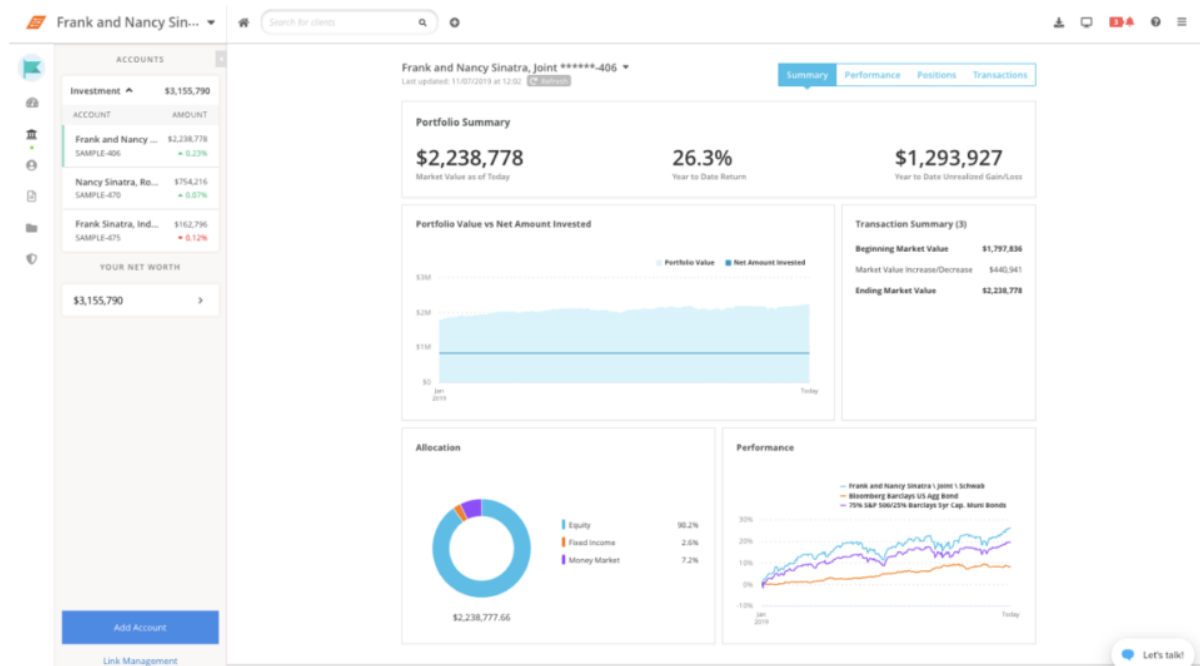 Frank and Nancy Sin...
Search for clients
3
ACCOUNTS
Investment $3,155,790
ACCOUNT AMOUNT
Frank and Nancy ... $2,238,778
SAMPLE-406 0.23%
Nancy Sinatra, Ro... $754,216
SAMPLE-470 0.07%
Frank Sinatra, Ind... $162,796
SAMPLE-475 0.12%
YOUR NET WORTH
$3,155,790
Add Account
Link Management
Frank and Nancy Sinatra, Joint ******-406
Last updated: 11/07/2019 at 12:02 Refresh
Summary Performance Positions Transactions
Portfolio Summary
$2,238,778 26.3% $1,293,927
Market Value as of Today Year to Date Return Year to Date Unrealized Gain/Loss
Portfolio Value vs Net Amount Invested
Portfolio Value Net Amount Invested
$3M
$2M
$1M
$0
Jan Today
2019
Transaction Summary (3)
Beginning Market Value $1,797,836
Market Value Increase/Decrease $440,941
Ending Market Value $2,238,778
Allocation
Equity 90.2%
Fixed Income 2.6%
Money Market 7.2%
$2,238,777.66
Performance
Frank and Nancy Sinatra \ Joint \ Schwab
Bloomberg Barclays US Agg Bond
75% S&P 500/25% Barclays 5yr Cap. Muni Bonds
30%
20%
10%
0%
-10%
Jan Today
2019
Let's talk!